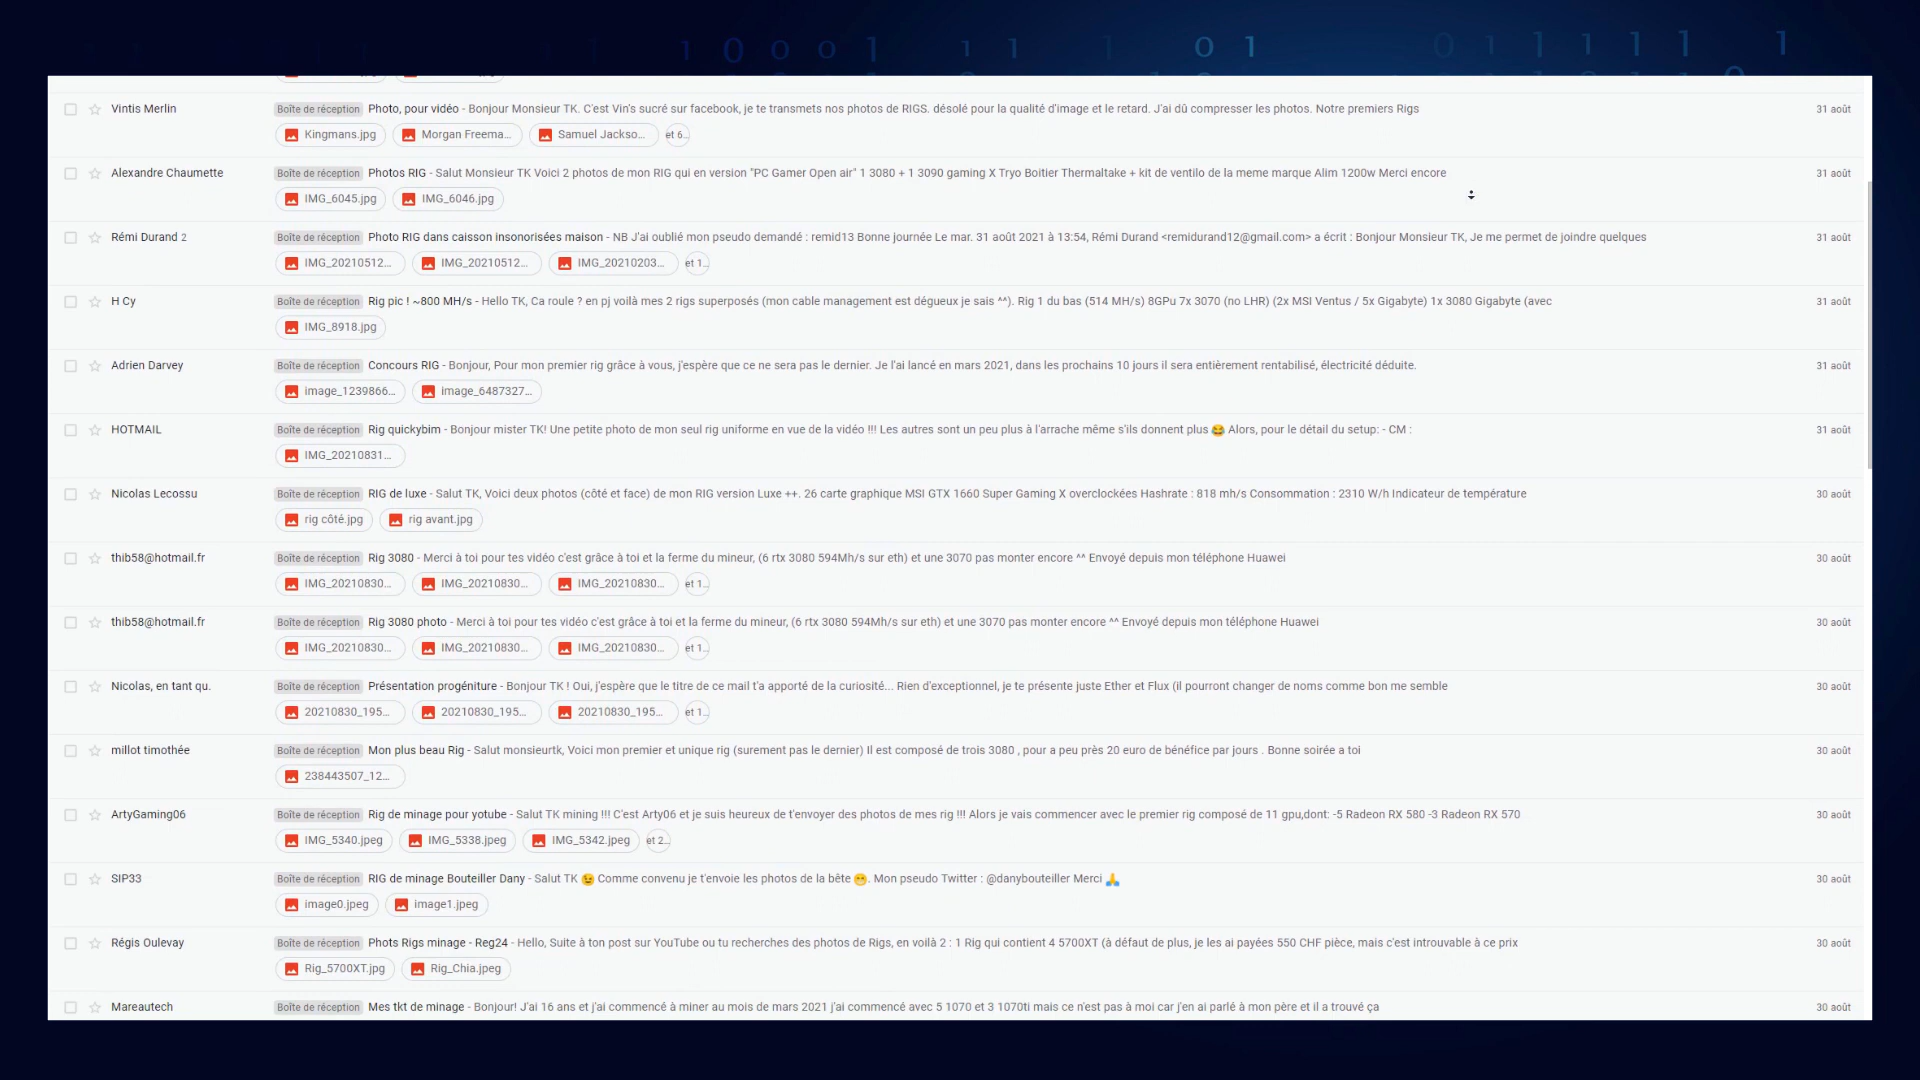 1 0 0 0 1 1 1 1 0 1 0 1 1 1 1 1 1
Vintis Merlin Boîte de réception Photo, pour vidéo - Bonjour Monsieur TK. C'est Vin's sucré sur facebook, je te transmets nos photos de RIGS. désolé pour la qualité d'image et le retard. J'ai dû compresser les photos. Notre premiers Rigs 31 août
Kingmans.jpg Morgan Freema... Samuel Jackso... et 6...
Alexandre Chaumette Boîte de réception Photos RIG - Salut Monsieur TK Voici 2 photos de mon RIG qui en version "PC Gamer Open air" 1 3080 + 1 3090 gaming X Tryo Boitier Thermaltake + kit de ventilo de la meme marque Alim 1200w Merci encore 31 août
IMG_6045.jpg IMG_6046.jpg
Rémi Durand 2 Boîte de réception Photo RIG dans caisson insonorisées maison - NB J'ai oublié mon pseudo demandé : remid13 Bonne journée Le mar. 31 août 2021 à 13:54, Rémi Durand <remidurand12@gmail.com> a écrit : Bonjour Monsieur TK, Je me permet de joindre quelques 31 août
IMG_20210512... IMG_20210512... IMG_20210203... et 1...
H Cy Boîte de réception Rig pic ! ~800 MH/s - Hello TK, Ca roule ? en pj voilà mes 2 rigs superposés (mon cable management est dégueux je sais ^^). Rig 1 du bas (514 MH/s) 8GPu 7x 3070 (no LHR) (2x MSI Ventus / 5x Gigabyte) 1x 3080 Gigabyte (avec 31 août
IMG_8918.jpg
Adrien Darvey Boîte de réception Concours RIG - Bonjour, Pour mon premier rig grâce à vous, j'espère que ce ne sera pas le dernier. Je l'ai lancé en mars 2021, dans les prochains 10 jours il sera entièrement rentabilisé, électricité déduite. 31 août
image_1239866... image_6487327...
HOTMAIL Boîte de réception Rig quickybim - Bonjour mister TK! Une petite photo de mon seul rig uniforme en vue de la vidéo !!! Les autres sont un peu plus à l'arrache même s'ils donnent plus 😂 Alors, pour le détail du setup: - CM : 31 août
IMG_20210831...
Nicolas Lecossu Boîte de réception RIG de luxe - Salut TK, Voici deux photos (côté et face) de mon RIG version Luxe ++. 26 carte graphique MSI GTX 1660 Super Gaming X overclockées Hashrate : 818 mh/s Consommation : 2310 W/h Indicateur de température 30 août
rig côté.jpg rig avant.jpg
thib58@hotmail.fr Boîte de réception Rig 3080 - Merci à toi pour tes vidéo c'est grâce à toi et la ferme du mineur, (6 rtx 3080 594Mh/s sur eth) et une 3070 pas monter encore ^^ Envoyé depuis mon téléphone Huawei 30 août
IMG_20210830... IMG_20210830... IMG_20210830... et 1...
thib58@hotmail.fr Boîte de réception Rig 3080 photo - Merci à toi pour tes vidéo c'est grâce à toi et la ferme du mineur, (6 rtx 3080 594Mh/s sur eth) et une 3070 pas monter encore ^^ Envoyé depuis mon téléphone Huawei 30 août
IMG_20210830... IMG_20210830... IMG_20210830... et 1...
Nicolas, en tant qu. Boîte de réception Présentation progéniture - Bonjour TK ! Oui, j'espère que le titre de ce mail t'a apporté de la curiosité... Rien d'exceptionnel, je te présente juste Ether et Flux (il pourront changer de noms comme bon me semble 30 août
20210830_195... 20210830_195... 20210830_195... et 1...
millot timothée Boîte de réception Mon plus beau Rig - Salut monsieurtk, Voici mon premier et unique rig (surement pas le dernier) Il est composé de trois 3080 , pour a peu près 20 euro de bénéfice par jours . Bonne soirée a toi 30 août
238443507_12...
ArtyGaming06 Boîte de réception Rig de minage pour yotube - Salut TK mining !!! C'est Arty06 et je suis heureux de t'envoyer des photos de mes rig !!! Alors je vais commencer avec le premier rig composé de 11 gpu,dont: -5 Radeon RX 580 -3 Radeon RX 570 30 août
IMG_5340.jpeg IMG_5338.jpeg IMG_5342.jpeg et 2...
SIP33 Boîte de réception RIG de minage Bouteiller Dany - Salut TK 😉 Comme convenu je t'envoie les photos de la bête 😁. Mon pseudo Twitter : @danybouteiller Merci 🙏 30 août
image0.jpeg image1.jpeg
Régis Oulevay Boîte de réception Phots Rigs minage - Reg24 - Hello, Suite à ton post sur YouTube ou tu recherches des photos de Rigs, en voilà 2 : 1 Rig qui contient 4 5700XT (à défaut de plus, je les ai payées 550 CHF pièce, mais c'est introuvable à ce prix 30 août
Rig_5700XT.jpg Rig_Chia.jpeg
Mareautech Boîte de réception Mes tkt de minage - Bonjour! J'ai 16 ans et j'ai commencé à miner au mois de mars 2021 j'ai commencé avec 5 1070 et 3 1070ti mais ce n'est pas à moi car j'en ai parlé à mon père et il a trouvé ça 30 août